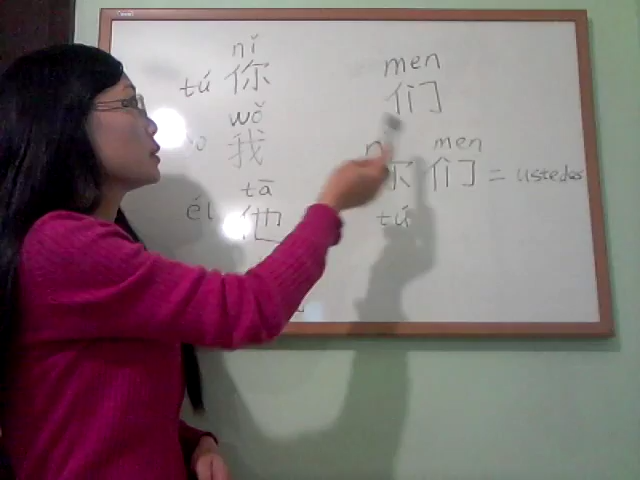 nǐ
tú 你
wǒ
我
tā
él 他
men
们
men
们 = ustedes
tú